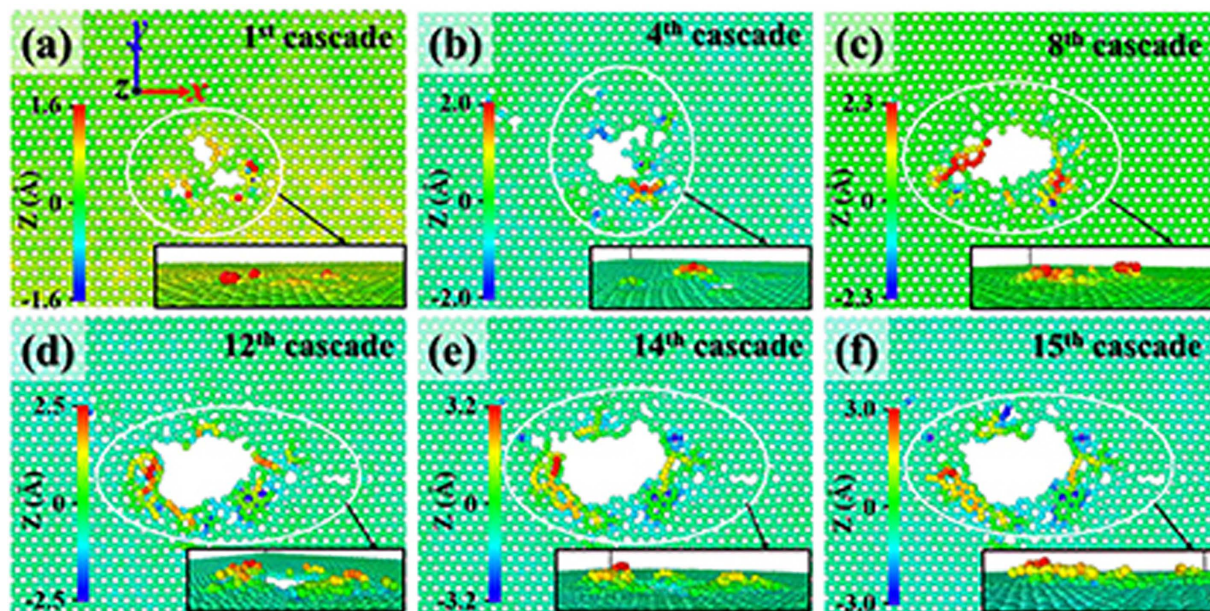 (a)
1st cascade
Y
Z
X
1.6
Z (Å)
0
-1.6
(b)
4th cascade
2.0
Z (Å)
0
-2.0
(c)
8th cascade
2.3
Z (Å)
0
-2.3
(d)
12th cascade
2.5
Z (Å)
0
-2.5
(e)
14th cascade
3.2
Z (Å)
0
-3.2
(f)
15th cascade
3.0
Z (Å)
0
-3.0